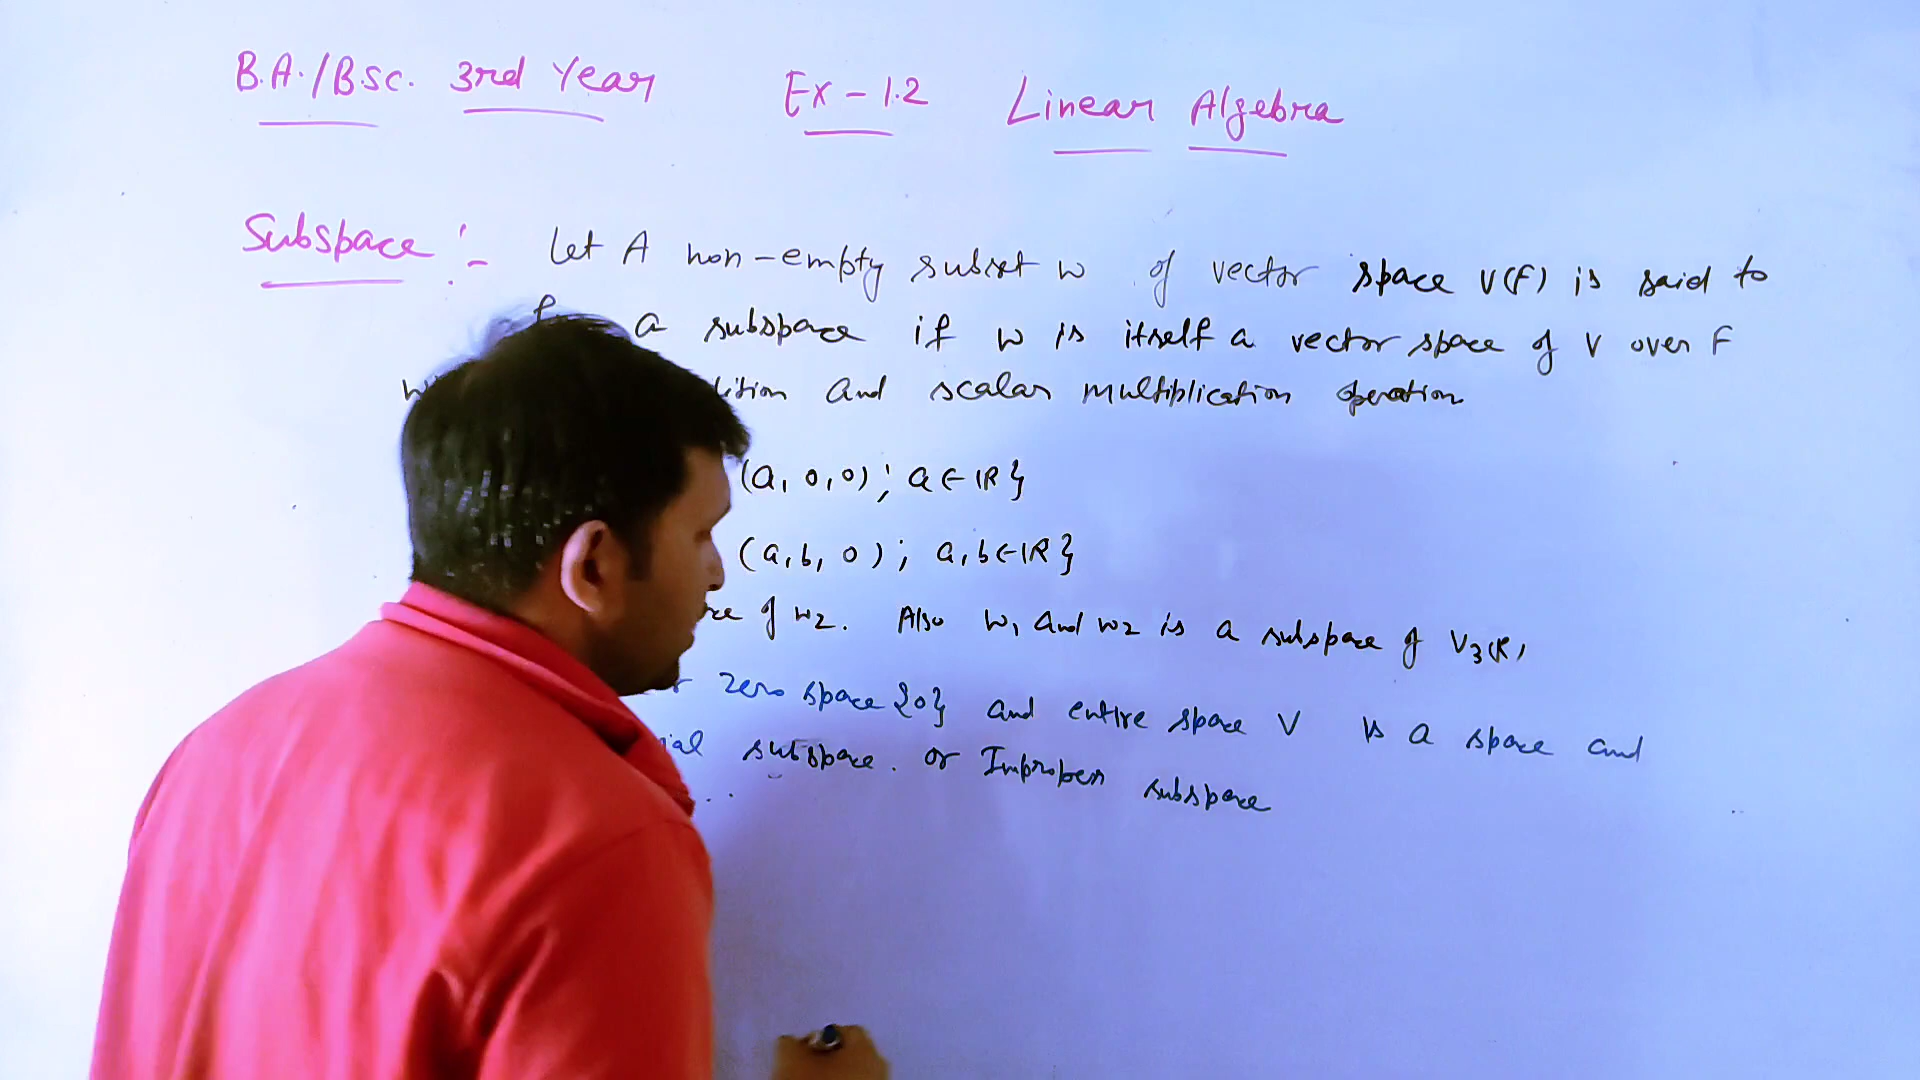 B.A./B.sc. 3rd Year Ex - 1.2 Linear Algebra
Subspace :- Let A non-empty subset W of vector space V(F) is said to
a subspace if W is itself a vector space of V over F
and scalar multiplication operation
(a, 0, 0) ; a ∈ IR }
(a, b, 0 ) ; a, b ∈ IR }
of W2. Also W1 and W2 is a subspace of V3(R)
zero space {0} and entire space V is a space and
subspace. or Improper subspace